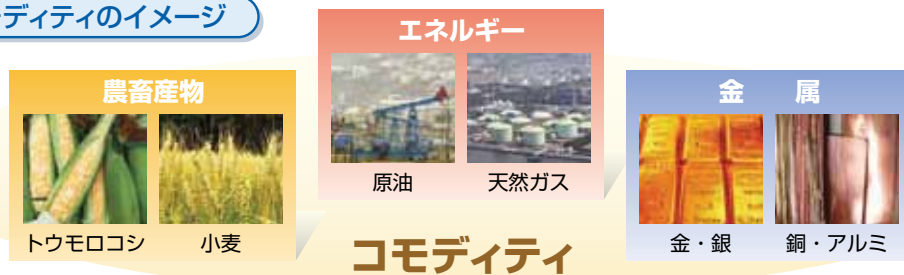 ディティのイメージ
エネルギー
農畜産物
金属
原油 天然ガス
トウモロコシ 小麦
金・銀 銅・アルミ
コモディティ